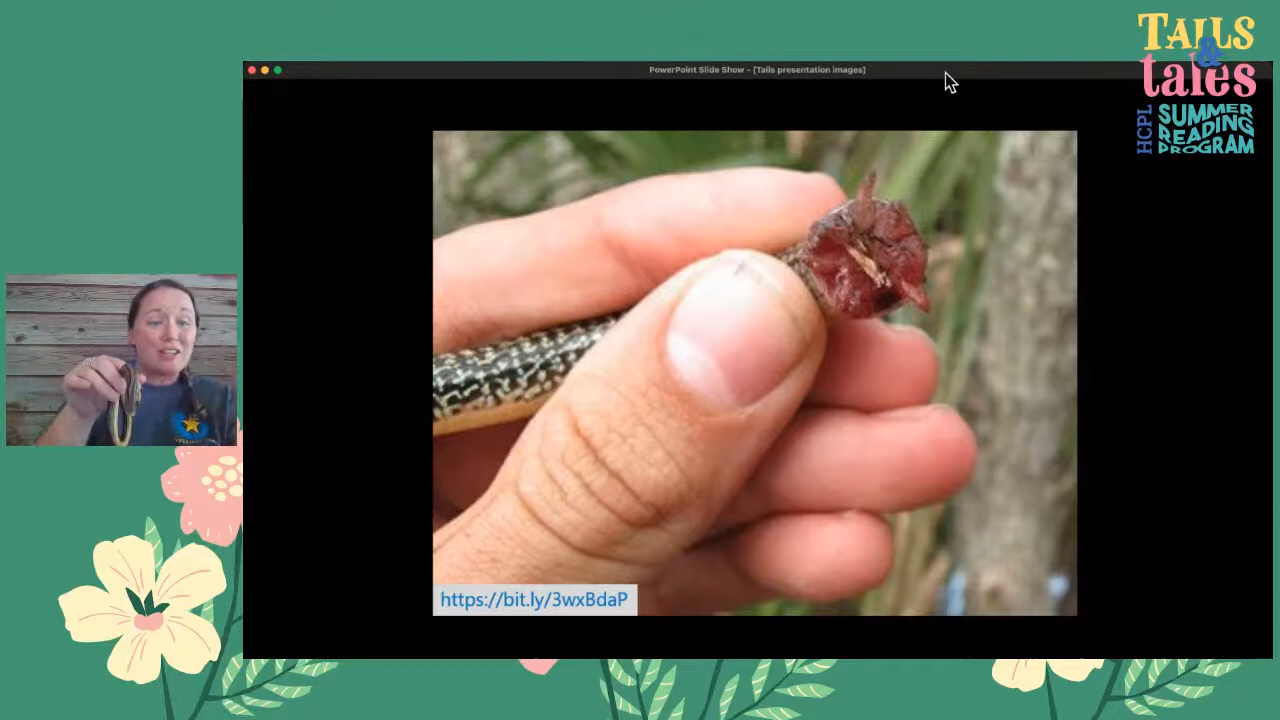 TAILS
&
tales
HCPL
SUMMER
READING
PROGRAM
PowerPoint Slide Show - [Tails presentation images]
https://bit.ly/3wxBdaP